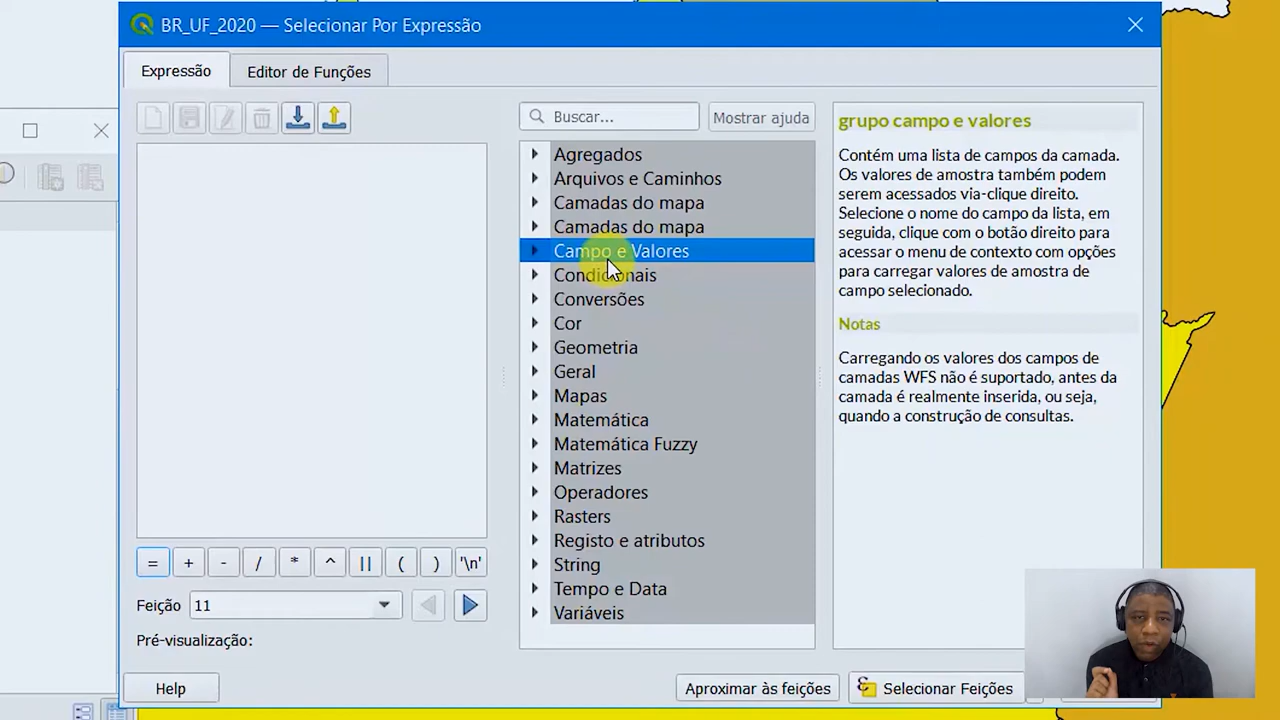 BR_UF_2020 — Selecionar Por Expressão
Expressão
Editor de Funções
Buscar...
Mostrar ajuda
Agregados
Arquivos e Caminhos
Camadas do mapa
Camadas do mapa
Campo e Valores
Condicionais
Conversões
Cor
Geometria
Geral
Mapas
Matemática
Matemática Fuzzy
Matrizes
Operadores
Rasters
Registo e atributos
String
Tempo e Data
Variáveis
grupo campo e valores
Contém uma lista de campos da camada.
Os valores de amostra também podem
serem acessados via-clique direito.
Selecione o nome do campo da lista, em
seguida, clique com o botão direito para
acessar o menu de contexto com opções
para carregar valores de amostra de
campo selecionado.
Notas
Carregando os valores dos campos de
camadas WFS não é suportado, antes da
camada é realmente inserida, ou seja,
quando a construção de consultas.
= + - / * ^ || ( ) '\n'
Feição 11
Pré-visualização:
Help
Aproximar às feições
Selecionar Feições